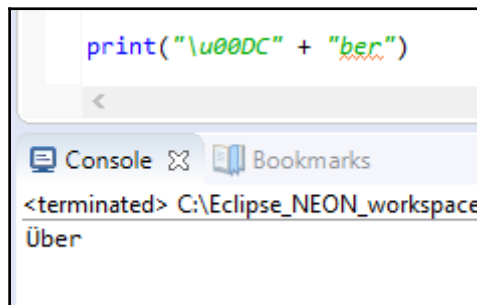 print("\u00DC" + "ber")
Console Bookmarks
<terminated> C:\Eclipse_NEON_workspace
Über